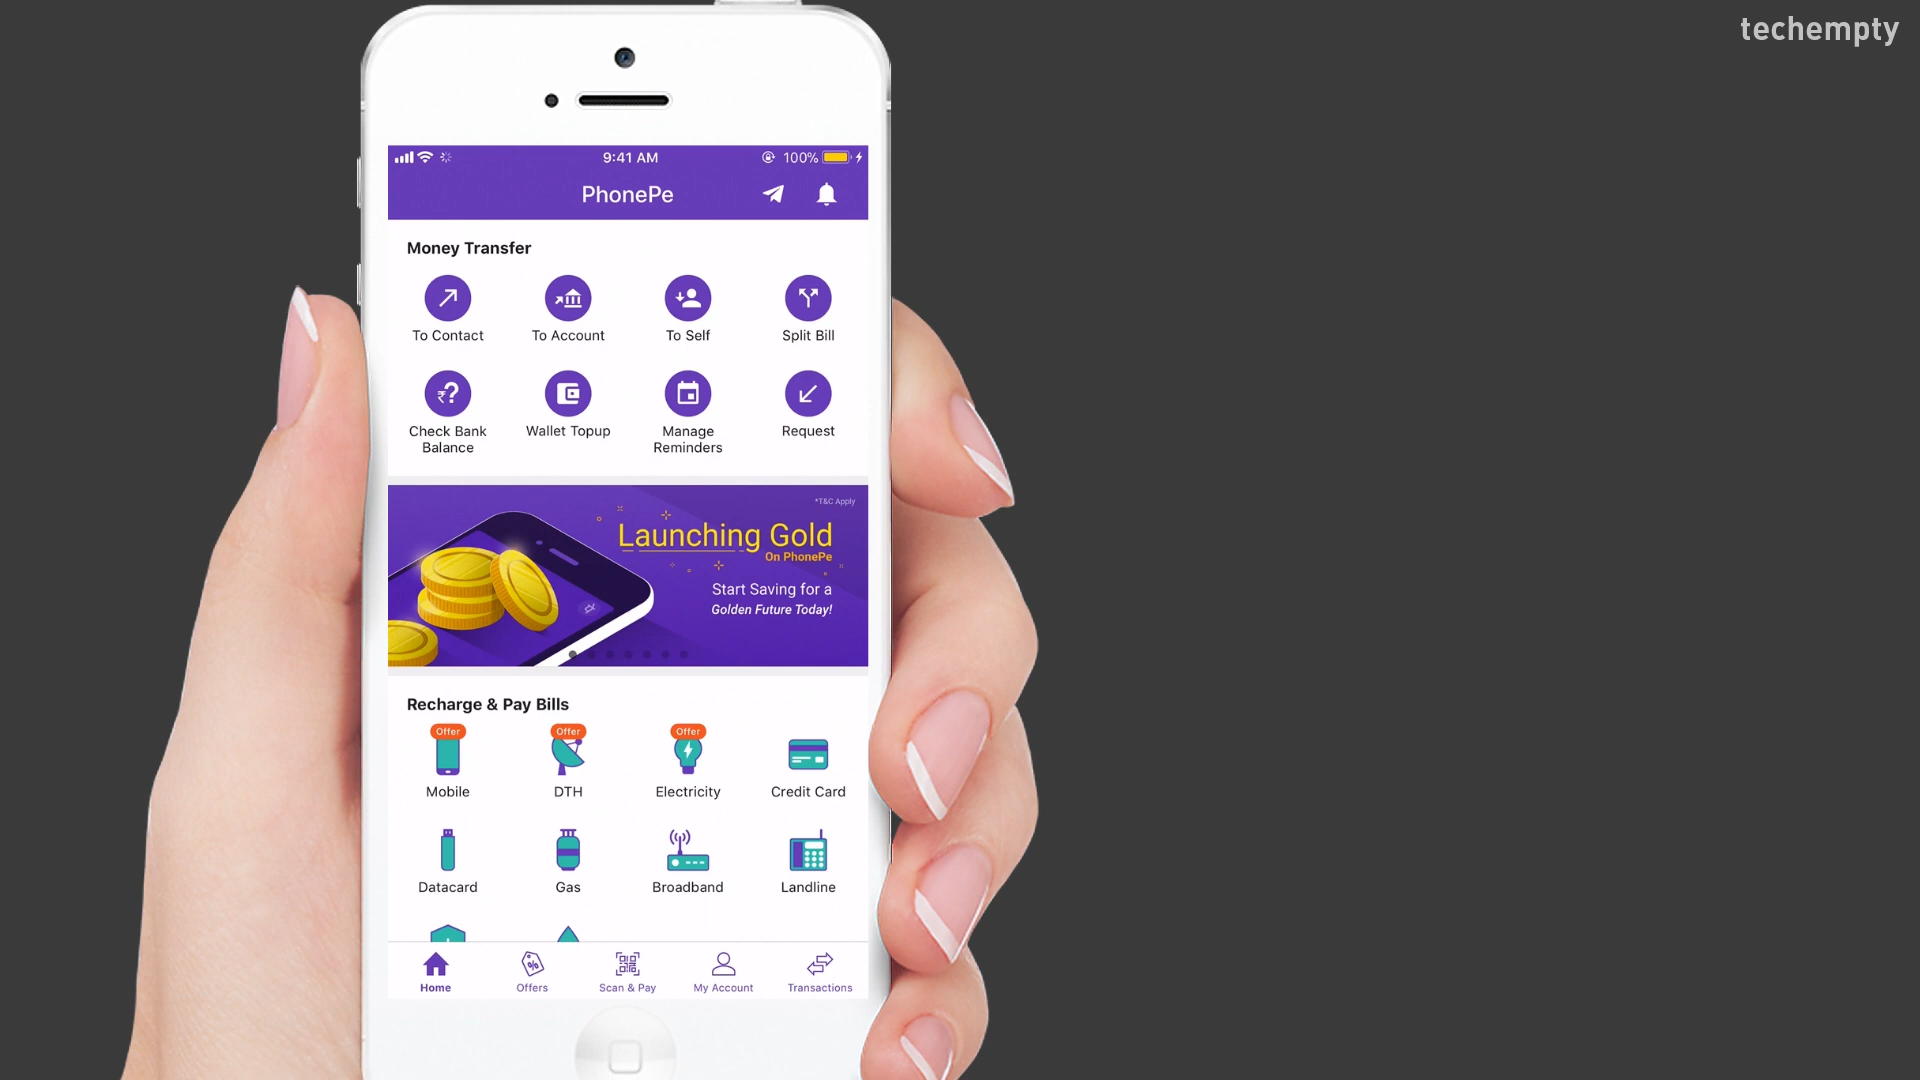 techempty
9:41 AM
100%
PhonePe
Money Transfer
To Contact
To Account
To Self
Split Bill
Check Bank
Balance
Wallet Topup
Manage
Reminders
Request
*T&C Apply
Launching Gold
On PhonePe
Start Saving for a
Golden Future Today!
Recharge & Pay Bills
Offer
Offer
Offer
Mobile
DTH
Electricity
Credit Card
Datacard
Gas
Broadband
Landline
Home
Offers
Scan & Pay
My Account
Transactions